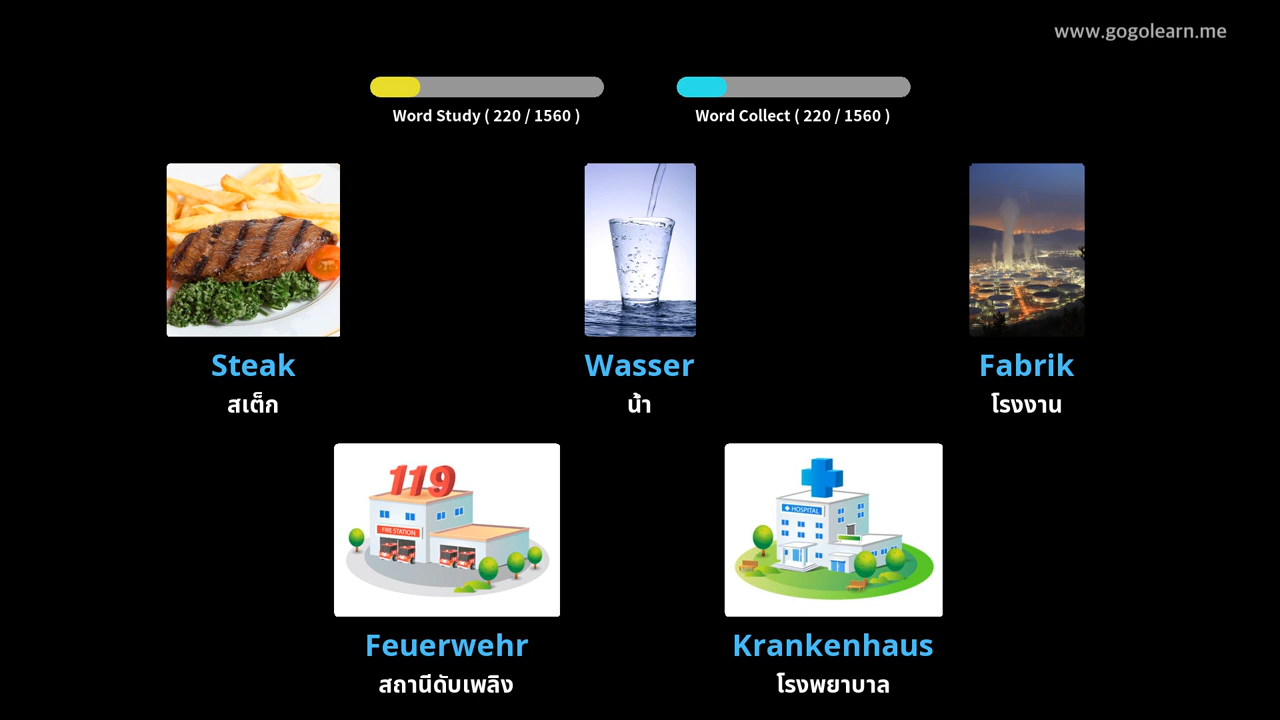 www.gogolearn.me
Word Study ( 220 / 1560 )
Word Collect ( 220 / 1560 )
Steak
สเต็ก
Wasser
น้ำ
Fabrik
โรงงาน
119
FIRE STATION
Feuerwehr
สถานีดับเพลิง
HOSPITAL
Krankenhaus
โรงพยาบาล